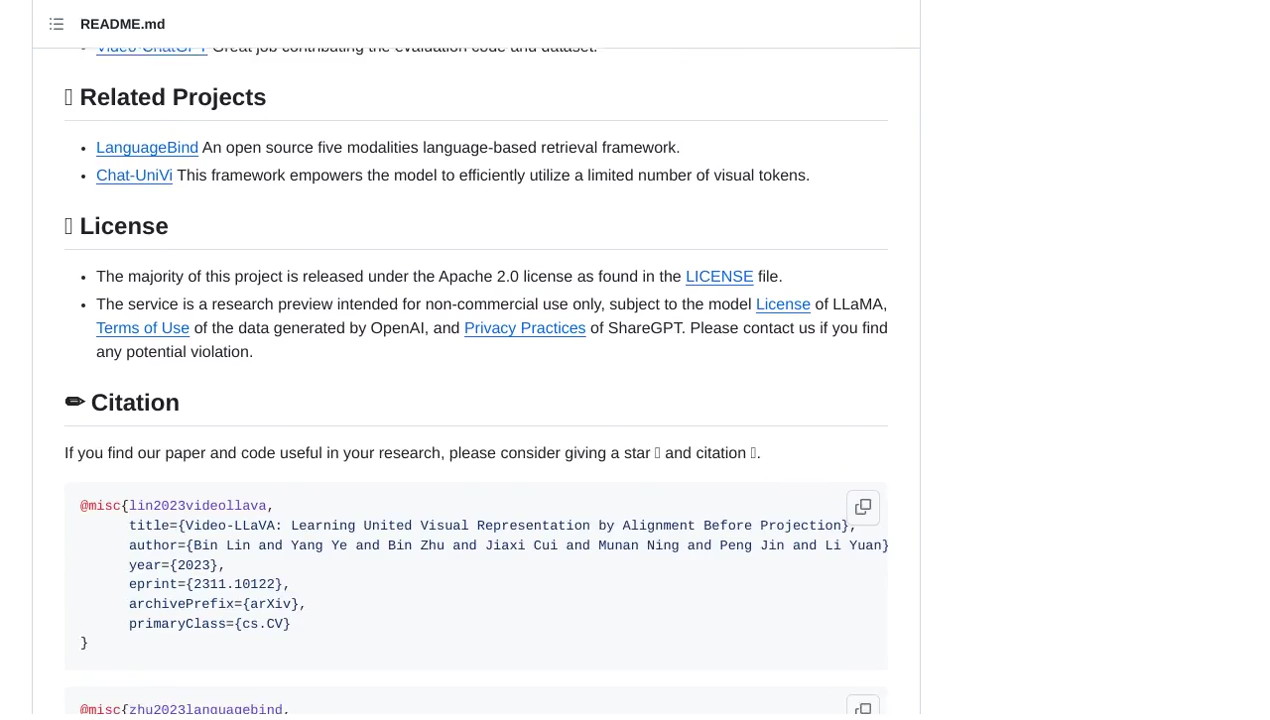 README.md
Video-ChatGPT Great job contributing the evaluation code and dataset.
Related Projects
LanguageBind An open source five modalities language-based retrieval framework.
Chat-UniVi This framework empowers the model to efficiently utilize a limited number of visual tokens.
License
The majority of this project is released under the Apache 2.0 license as found in the LICENSE file.
The service is a research preview intended for non-commercial use only, subject to the model License of LLaMA,
Terms of Use of the data generated by OpenAI, and Privacy Practices of ShareGPT. Please contact us if you find
any potential violation.
✏ Citation
If you find our paper and code useful in your research, please consider giving a star and citation .
@misc{lin2023videollava,
title={Video-LLaVA: Learning United Visual Representation by Alignment Before Projection},
author={Bin Lin and Yang Ye and Bin Zhu and Jiaxi Cui and Munan Ning and Peng Jin and Li Yuan}
year={2023},
eprint={2311.10122},
archivePrefix={arXiv},
primaryClass={cs.CV}
}
@misc{zhu2023languagebind,